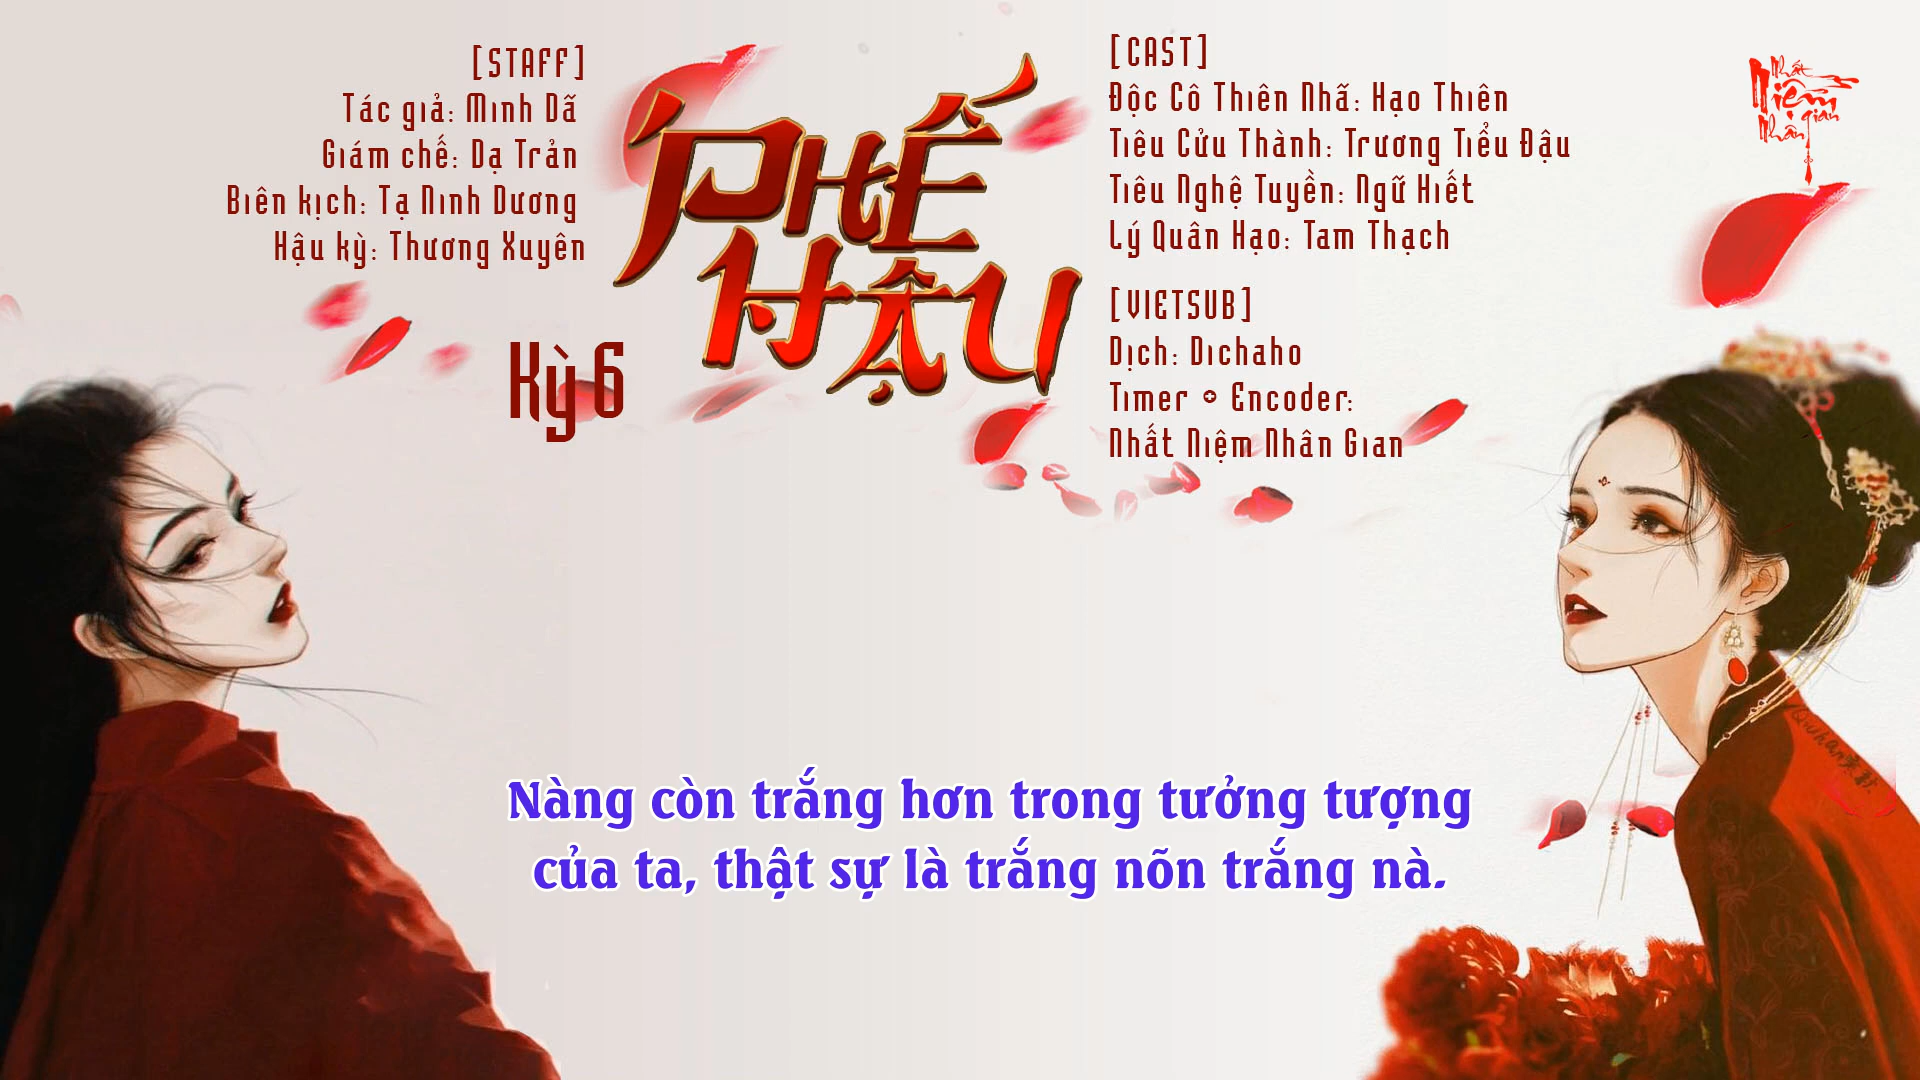 [STAFF]
Tác giả: Minh Dã
Giám chế: Dạ Trản
Biên kịch: Tạ Ninh Dương
Hậu kỳ: Thương Xuyên
PHẾ
HẬU
Kỳ 6
[CAST]
Độc Cô Thiên Nhã: Hạo Thiên
Tiêu Cửu Thành: Trương Tiểu Đậu
Tiêu Nghệ Tuyền: Ngữ Hiết
Lý Quân Hạo: Tam Thạch
[VIETSUB]
Dịch: Dichaho
Timer • Encoder:
Nhất Niệm Nhân Gian
Nhất
Niệm
Nhân gian
Nàng còn trắng hơn trong tưởng tượng
của ta, thật sự là trắng nõn trắng nà.